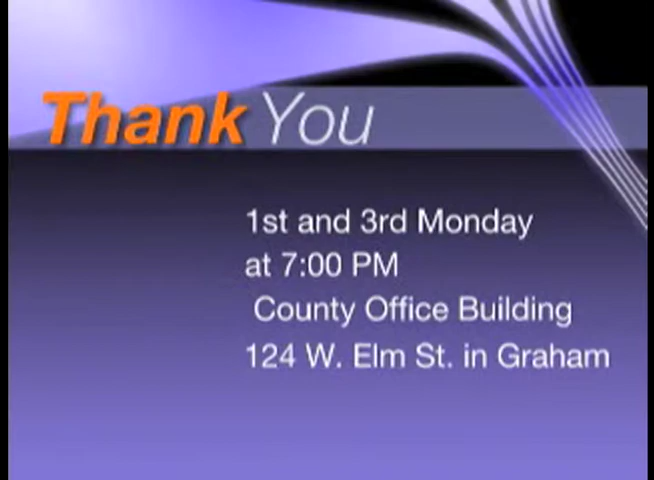 Thank You
1st and 3rd Monday
at 7:00 PM
County Office Building
124 W. Elm St. in Graham